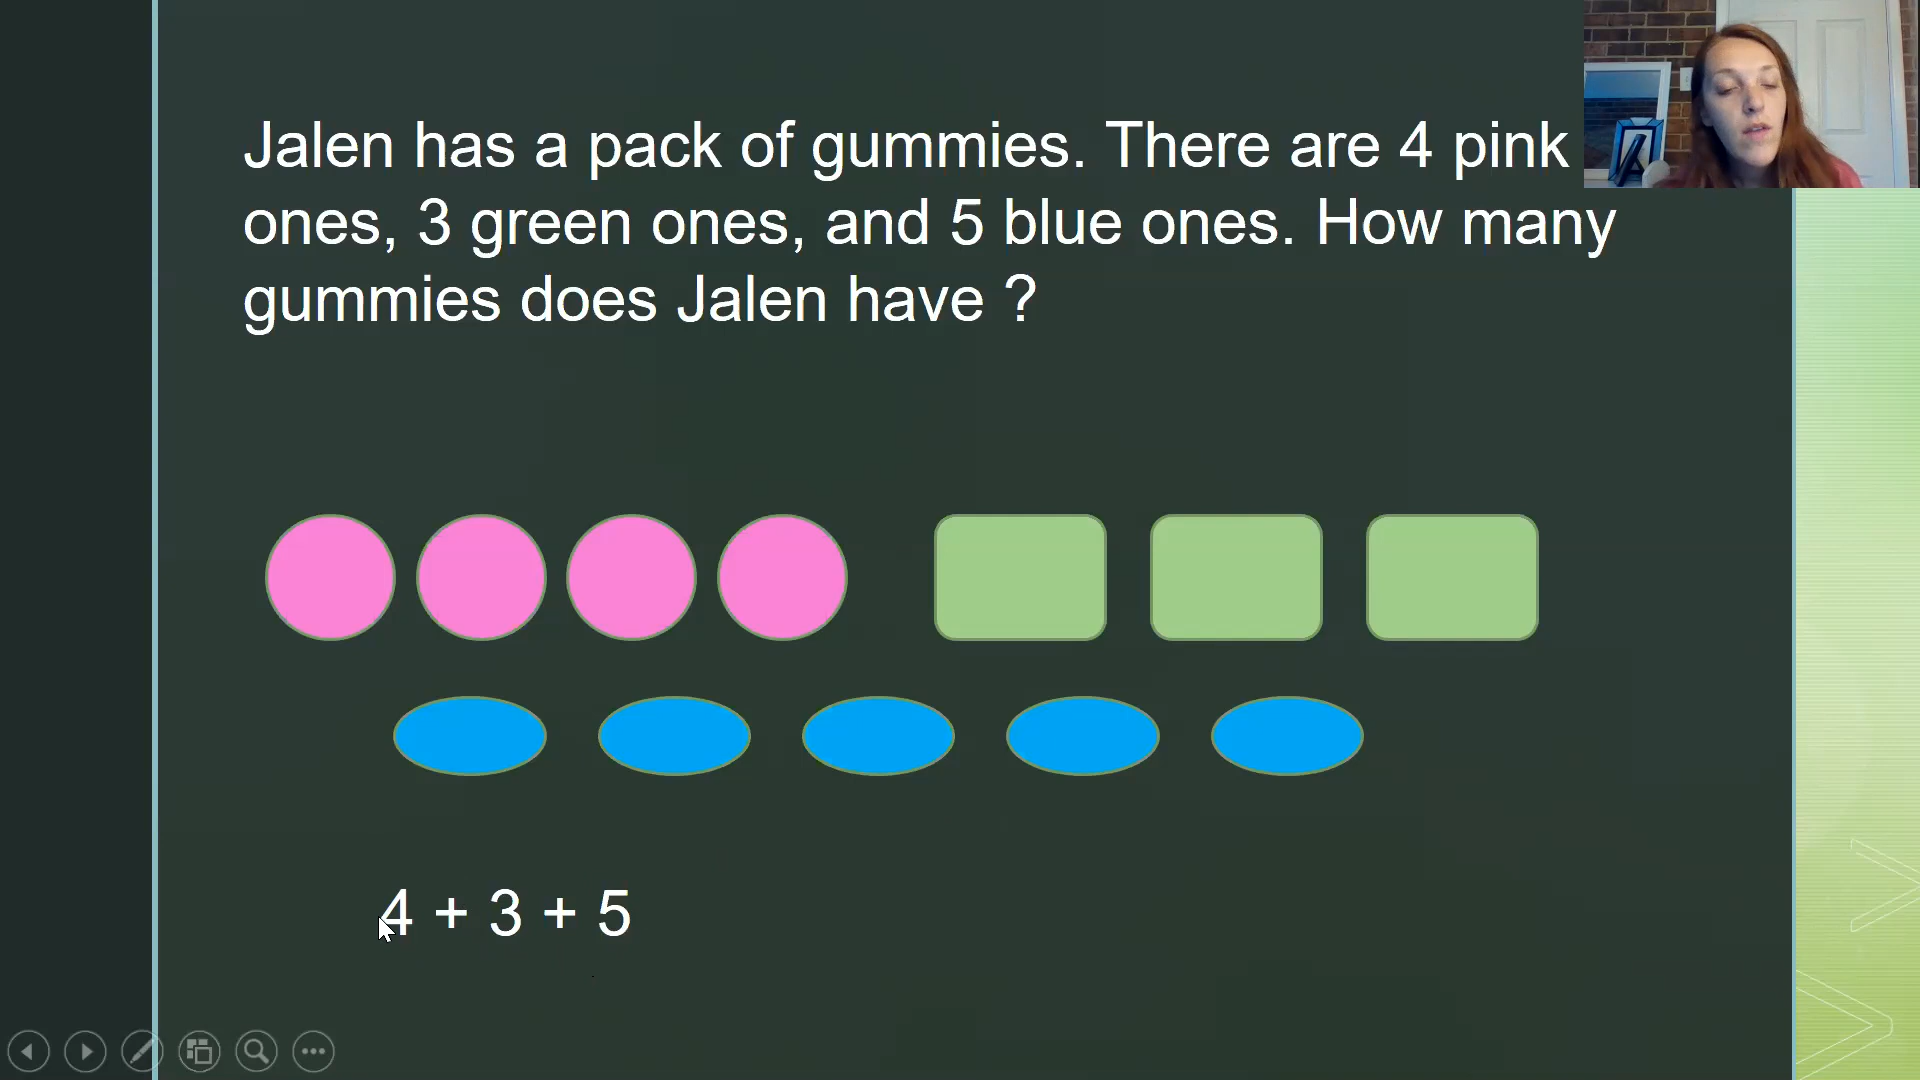 Jalen has a pack of gummies. There are 4 pink
ones, 3 green ones, and 5 blue ones. How many
gummies does Jalen have ?
4 + 3 + 5